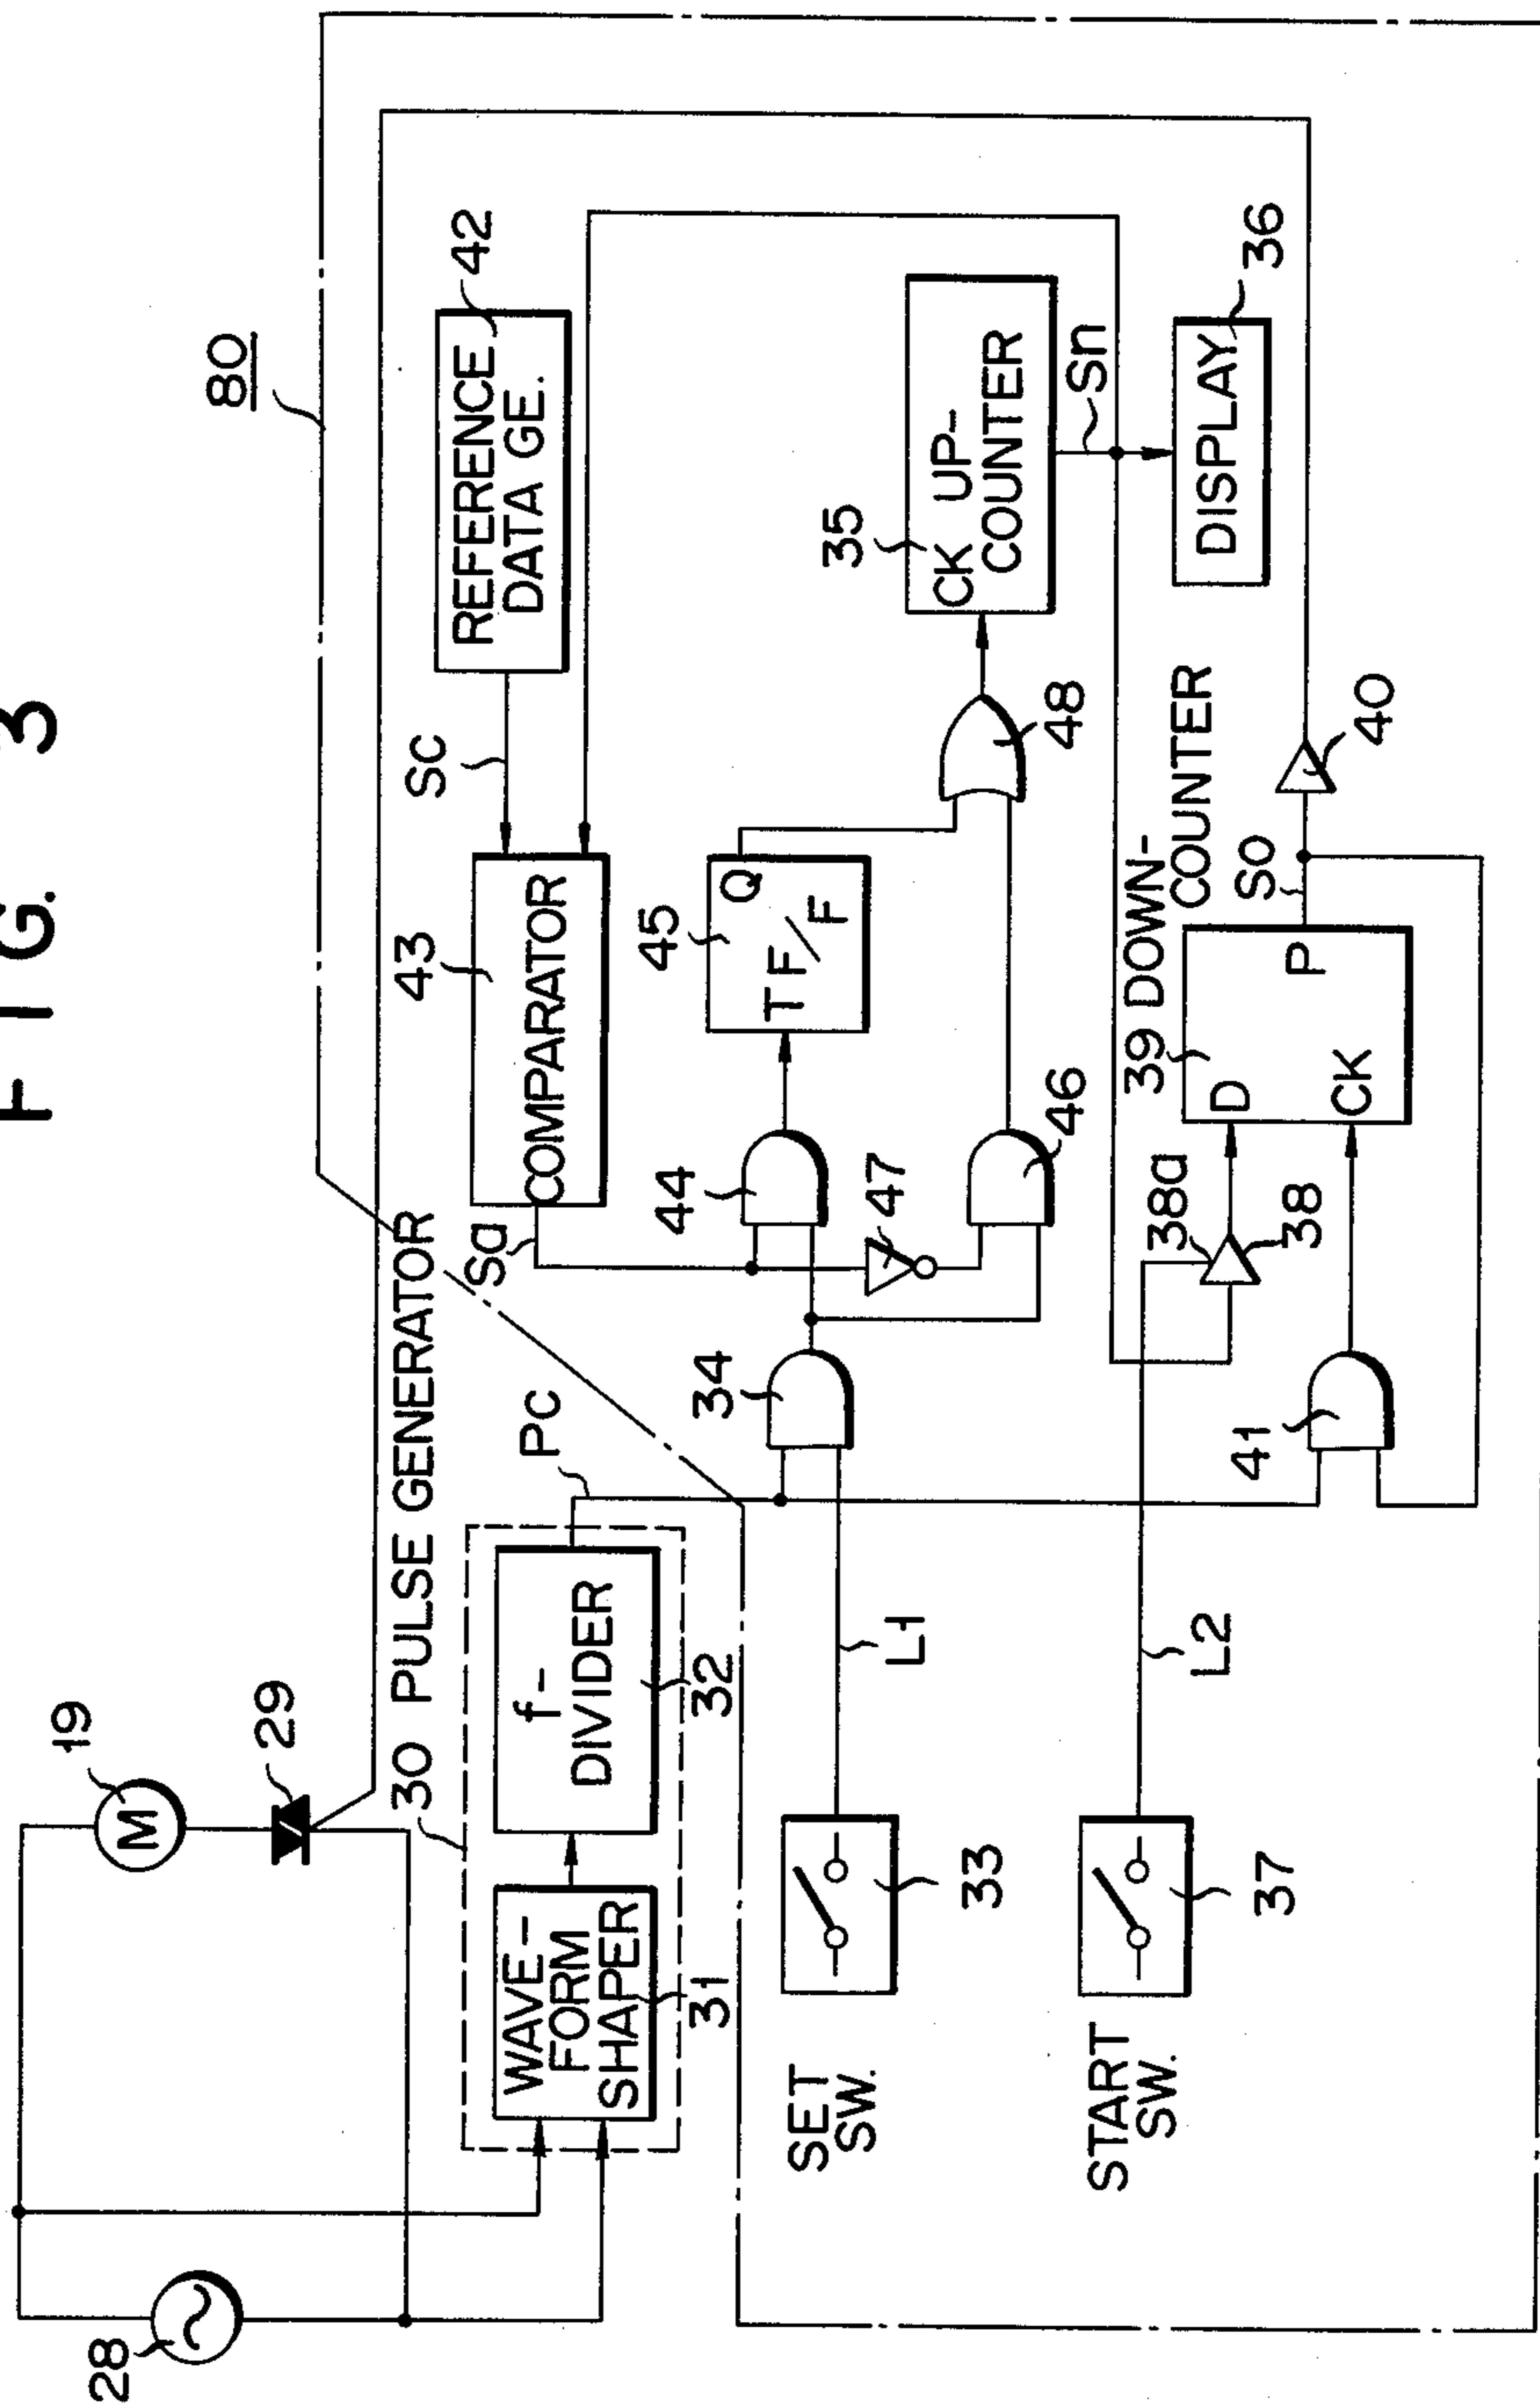 FIG. 3
80
28
19
M
29
30 PULSE GENERATOR
WAVE-
FORM
SHAPER
31
f-
DIVIDER
32
Pc
Sa
43
COMPARATOR
Sc
REFERENCE
DATA GE.
42
SET
SW.
33
L1
34
44
47
46
45
Q
T F/F
48
35
CK UP-
COUNTER
Sn
DISPLAY
36
START
SW.
37
L2
38a
38
41
39 DOWN-
COUNTER
D
CK
P
So
40